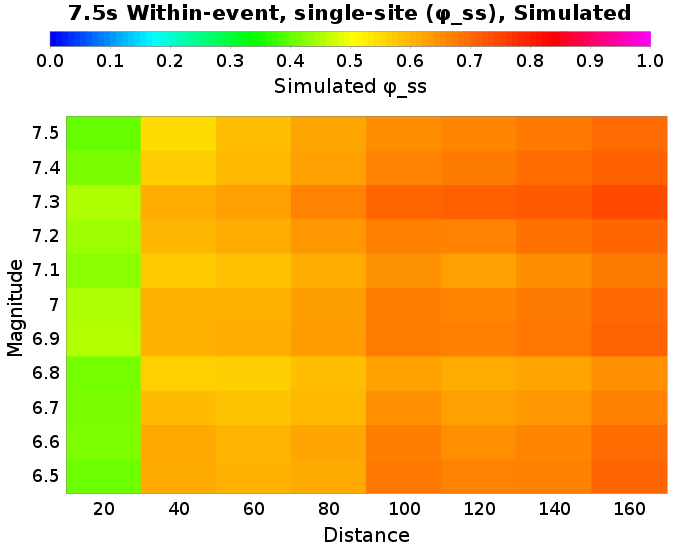 7.5s Within-event, single-site (φ_ss), Simulated
0.0 0.1 0.2 0.3 0.4 0.5 0.6 0.7 0.8 0.9 1.0
Simulated φ_ss
Magnitude
7.5
7.4
7.3
7.2
7.1
7
6.9
6.8
6.7
6.6
6.5
20 40 60 80 100 120 140 160
Distance